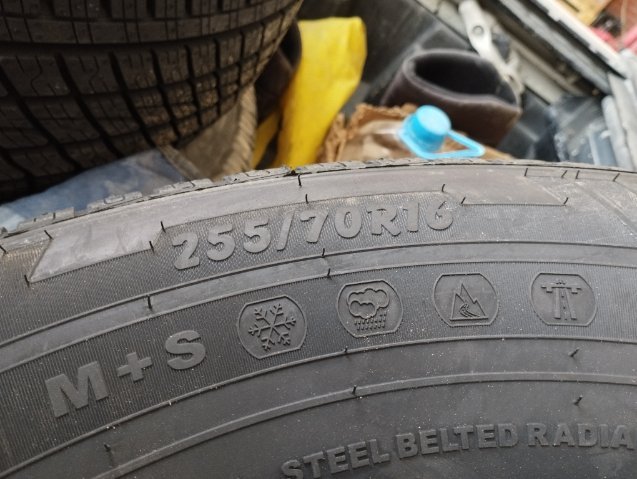 255/70R16
M+S
STEEL BELTED RADIA